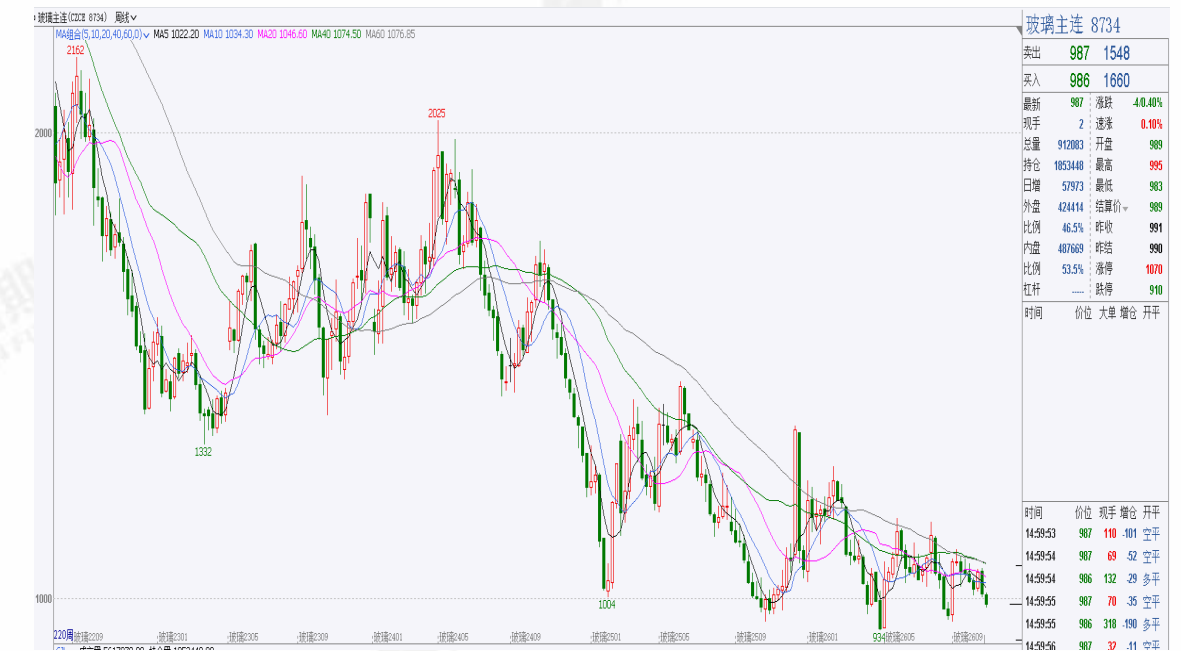 玻璃主连(CZCE 8734) 周线
MA组合(5,10,20,40,60,0) MA5 1022.20 MA10 1034.30 MA20 1046.60 MA40 1074.50 MA60 1076.85
2162
2025
2000
1332
1004
1000
934
220周 玻璃2209 玻璃2301 玻璃2305 玻璃2309 玻璃2401 玻璃2405 玻璃2409 玻璃2501 玻璃2505 玻璃2509 玻璃2601 玻璃2605 玻璃2609
玻璃主连 8734
卖出 987 1548
买入 986 1660
最新 987 涨跌 -4/0.40%
现手 2 速涨 0.10%
总量 912083 开盘 989
持仓 1853448 最高 995
日增 57973 最低 983
外盘 424414 结算价 989
比例 46.5% 昨收 991
内盘 487669 昨结 990
比例 53.5% 涨停 1070
杠杆 ----- 跌停 910
时间 价位 大单 增仓 开平
时间 价位 现手 增仓 开平
14:59:53 987 110 -101 空平
14:59:54 987 69 -52 空平
14:59:54 986 132 -29 多平
14:59:55 987 70 -35 空平
14:59:55 986 318 -190 多平
14:59:56 987 32 -11 空平